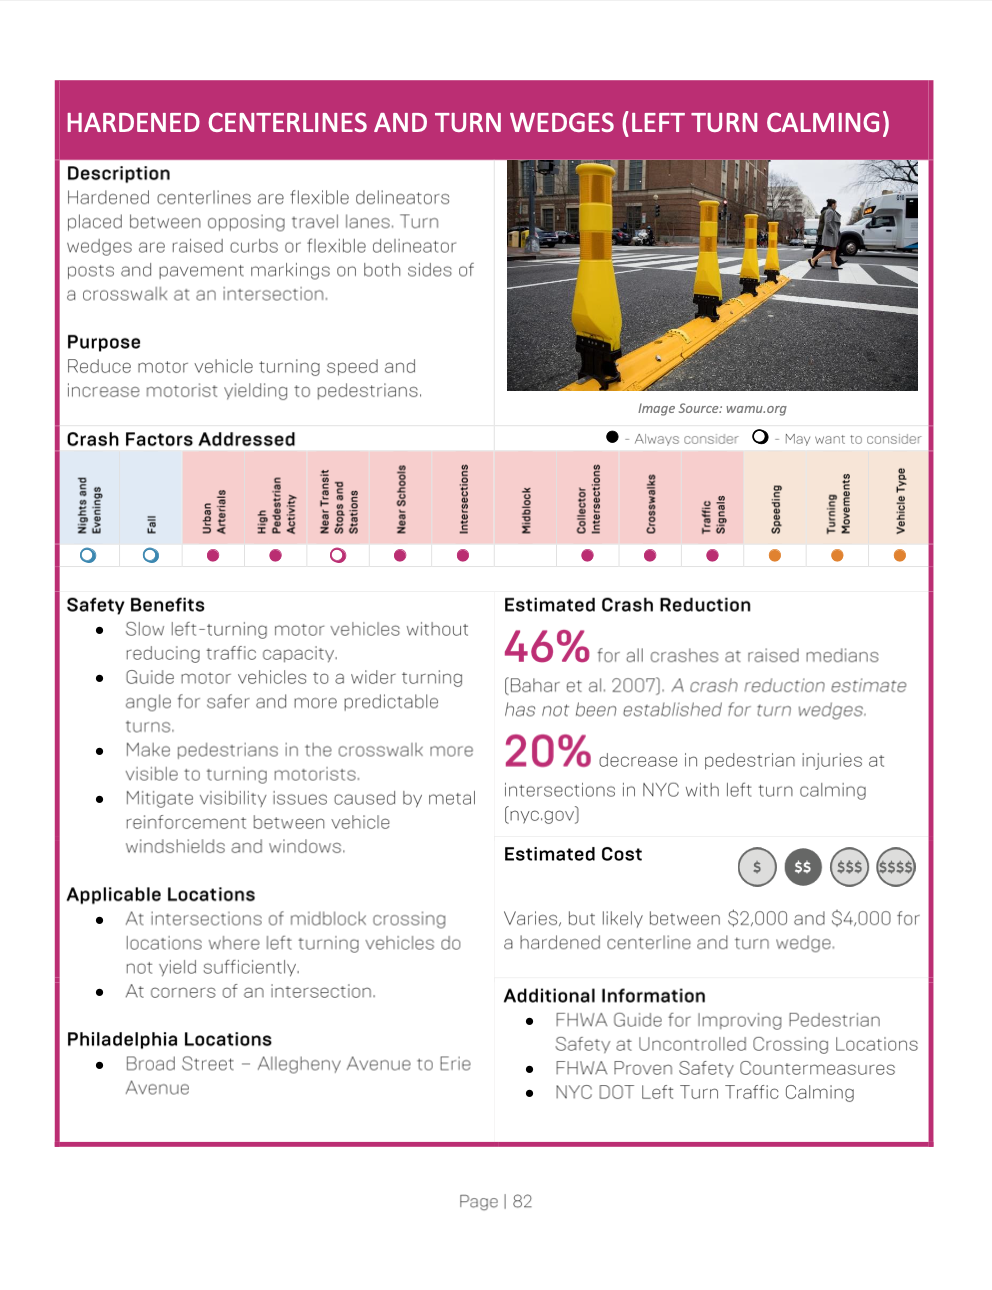 HARDENED CENTERLINES AND TURN WEDGES (LEFT TURN CALMING)
Description
Hardened centerlines are flexible delineators
placed between opposing travel lanes. Turn
wedges are raised curbs or flexible delineator
posts and pavement markings on both sides of
a crosswalk at an intersection.
Purpose
Reduce motor vehicle turning speed and
increase motorist yielding to pedestrians.
Image Source: wamu.org
Crash Factors Addressed
- Always consider
- May want to consider
Nights and
Evenings
Fall
Urban
Arterials
High
Pedestrian
Activity
Near Transit
Stops and
Stations
Near Schools
Intersections
Midblock
Collector
Intersections
Crosswalks
Traffic
Signals
Speeding
Turning
Movements
Vehicle Type
Safety Benefits
• Slow left-turning motor vehicles without
reducing traffic capacity.
• Guide motor vehicles to a wider turning
angle for safer and more predictable
turns.
• Make pedestrians in the crosswalk more
visible to turning motorists.
• Mitigate visibility issues caused by metal
reinforcement between vehicle
windshields and windows.
Applicable Locations
• At intersections of midblock crossing
locations where left turning vehicles do
not yield sufficiently.
• At corners of an intersection.
Philadelphia Locations
• Broad Street – Allegheny Avenue to Erie
Avenue
Estimated Crash Reduction
46% for all crashes at raised medians
(Bahar et al. 2007). A crash reduction estimate
has not been established for turn wedges.
20% decrease in pedestrian injuries at
intersections in NYC with left turn calming
(nyc.gov)
Estimated Cost
$ $$ $$$ $$$$
Varies, but likely between $2,000 and $4,000 for
a hardened centerline and turn wedge.
Additional Information
• FHWA Guide for Improving Pedestrian
Safety at Uncontrolled Crossing Locations
• FHWA Proven Safety Countermeasures
• NYC DOT Left Turn Traffic Calming
Page | 82